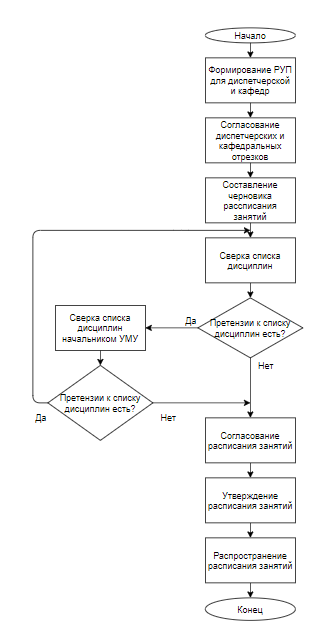 Начало
Формирование РУП
для диспетчерской
и кафедр
Согласование
диспетчерских и
кафедральных
отрезков
Составление
черновика
рассписания
занятий
Сверка списка
дисциплин
Претензии к списку
дисциплин есть?
Да
Нет
Сверка списка
дисциплин
начальником УМУ
Претензии к списку
дисциплин есть?
Да
Нет
Согласование
расписания занятий
Утверждение
расписания занятий
Распространение
расписания занятий
Конец